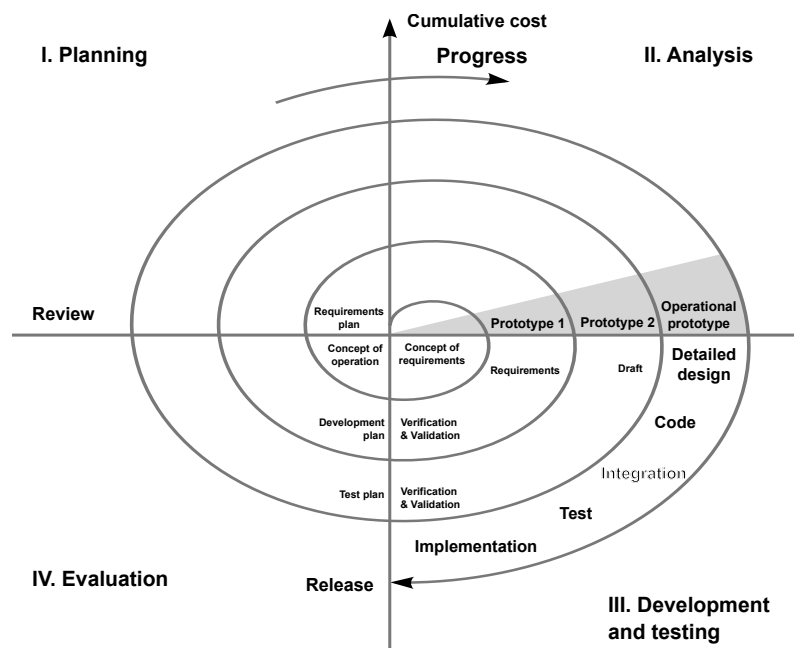 Cumulative cost
I. Planning
Progress
II. Analysis
Review
Requirements
plan
Prototype 1
Prototype 2
Operational
prototype
Concept of
operation
Concept of
requirements
Requirements
Draft
Detailed
design
Development
plan
Verification
& Validation
Code
Integration
Test plan
Verification
& Validation
Test
Implementation
IV. Evaluation
Release
III. Development
and testing